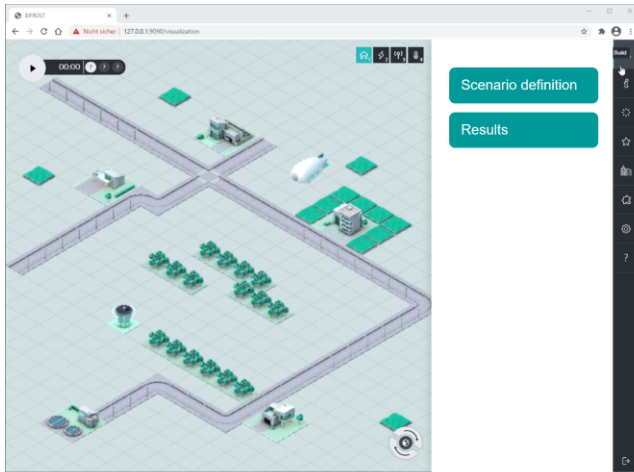 BIFROST
Nicht sicher | 127.0.0.1:9090/visualization
00:00
Build
Scenario definition
Results